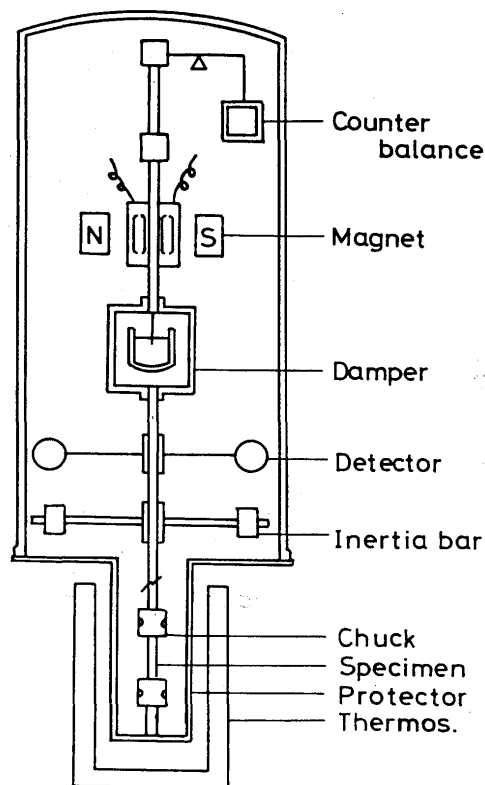 Counter
balance
N
S
Magnet
Damper
Detector
Inertia bar
Chuck
Specimen
Protector
Thermos.